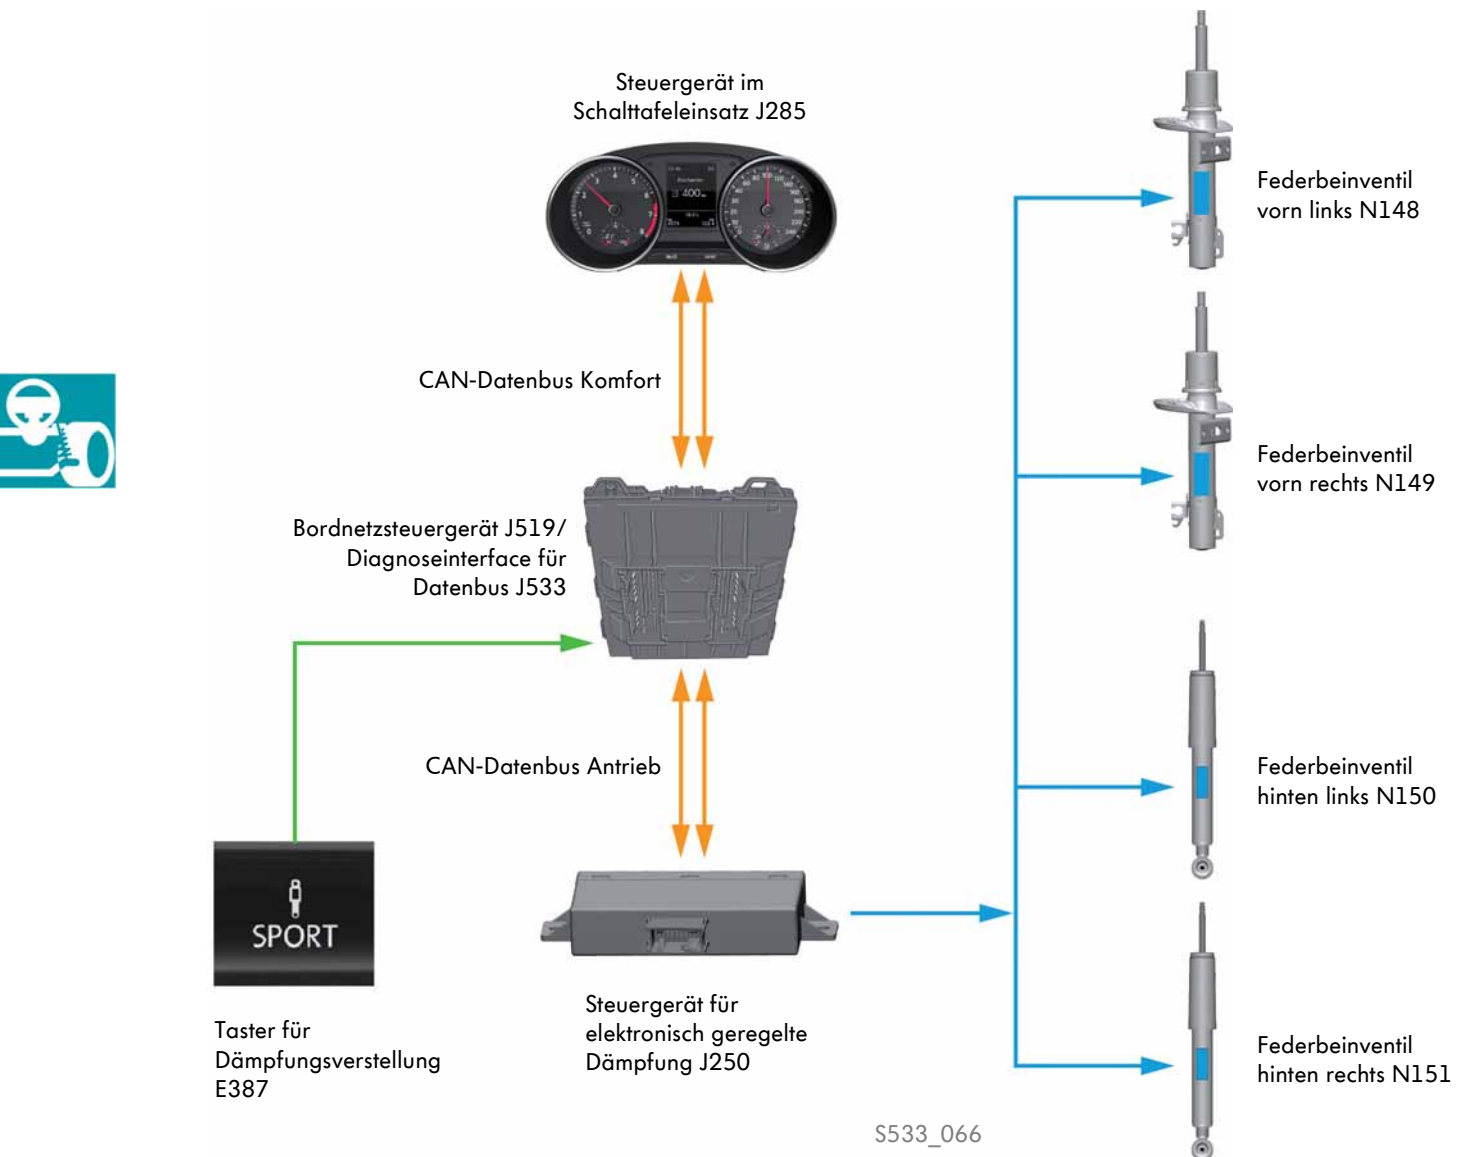 Steuergerät im
Schalttafeleinsatz J285
Federbeinventil
vorn links N148
CAN-Datenbus Komfort
Federbeinventil
vorn rechts N149
Bordnetzsteuergerät J519/
Diagnoseinterface für
Datenbus J533
CAN-Datenbus Antrieb
Federbeinventil
hinten links N150
SPORT
Steuergerät für
elektronisch geregelte
Dämpfung J250
Taster für
Dämpfungsverstellung
E387
Federbeinventil
hinten rechts N151
S533_066